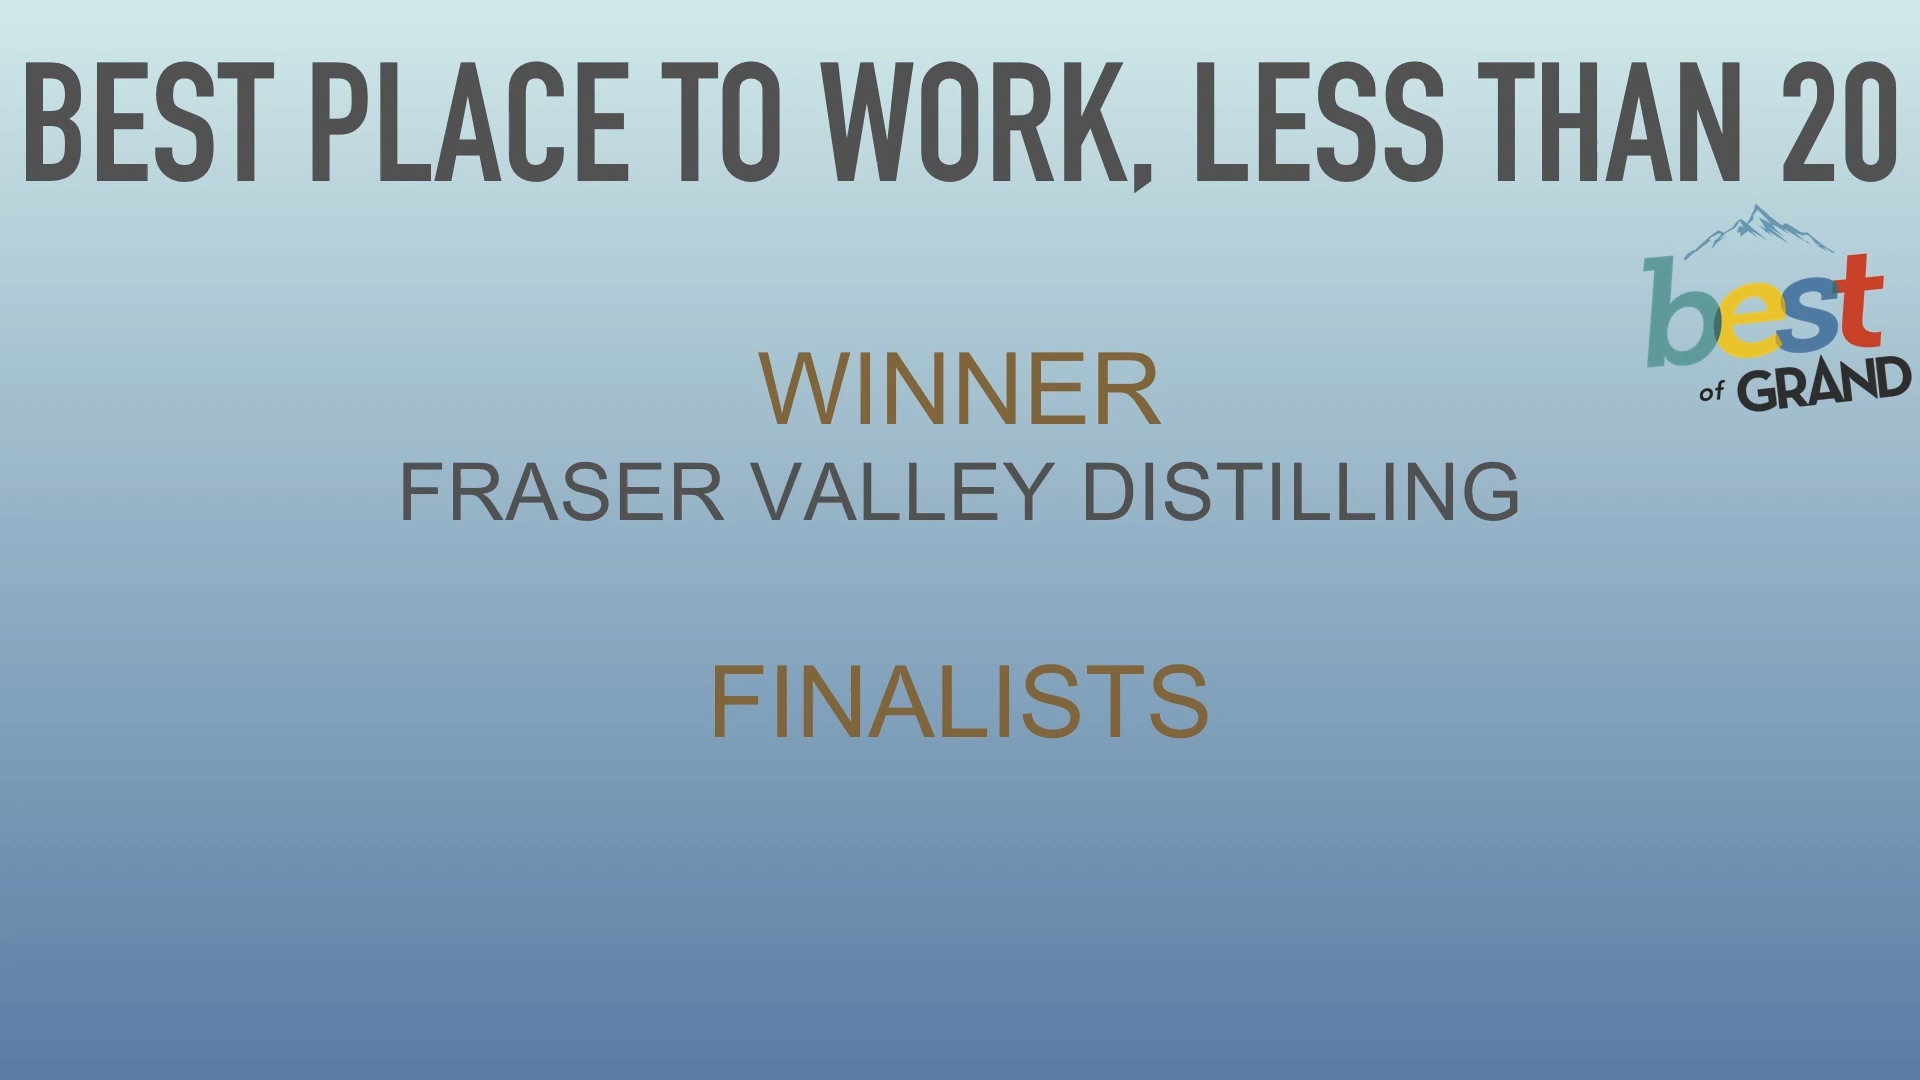 BEST PLACE TO WORK, LESS THAN 20
best
of GRAND
WINNER
FRASER VALLEY DISTILLING
FINALISTS